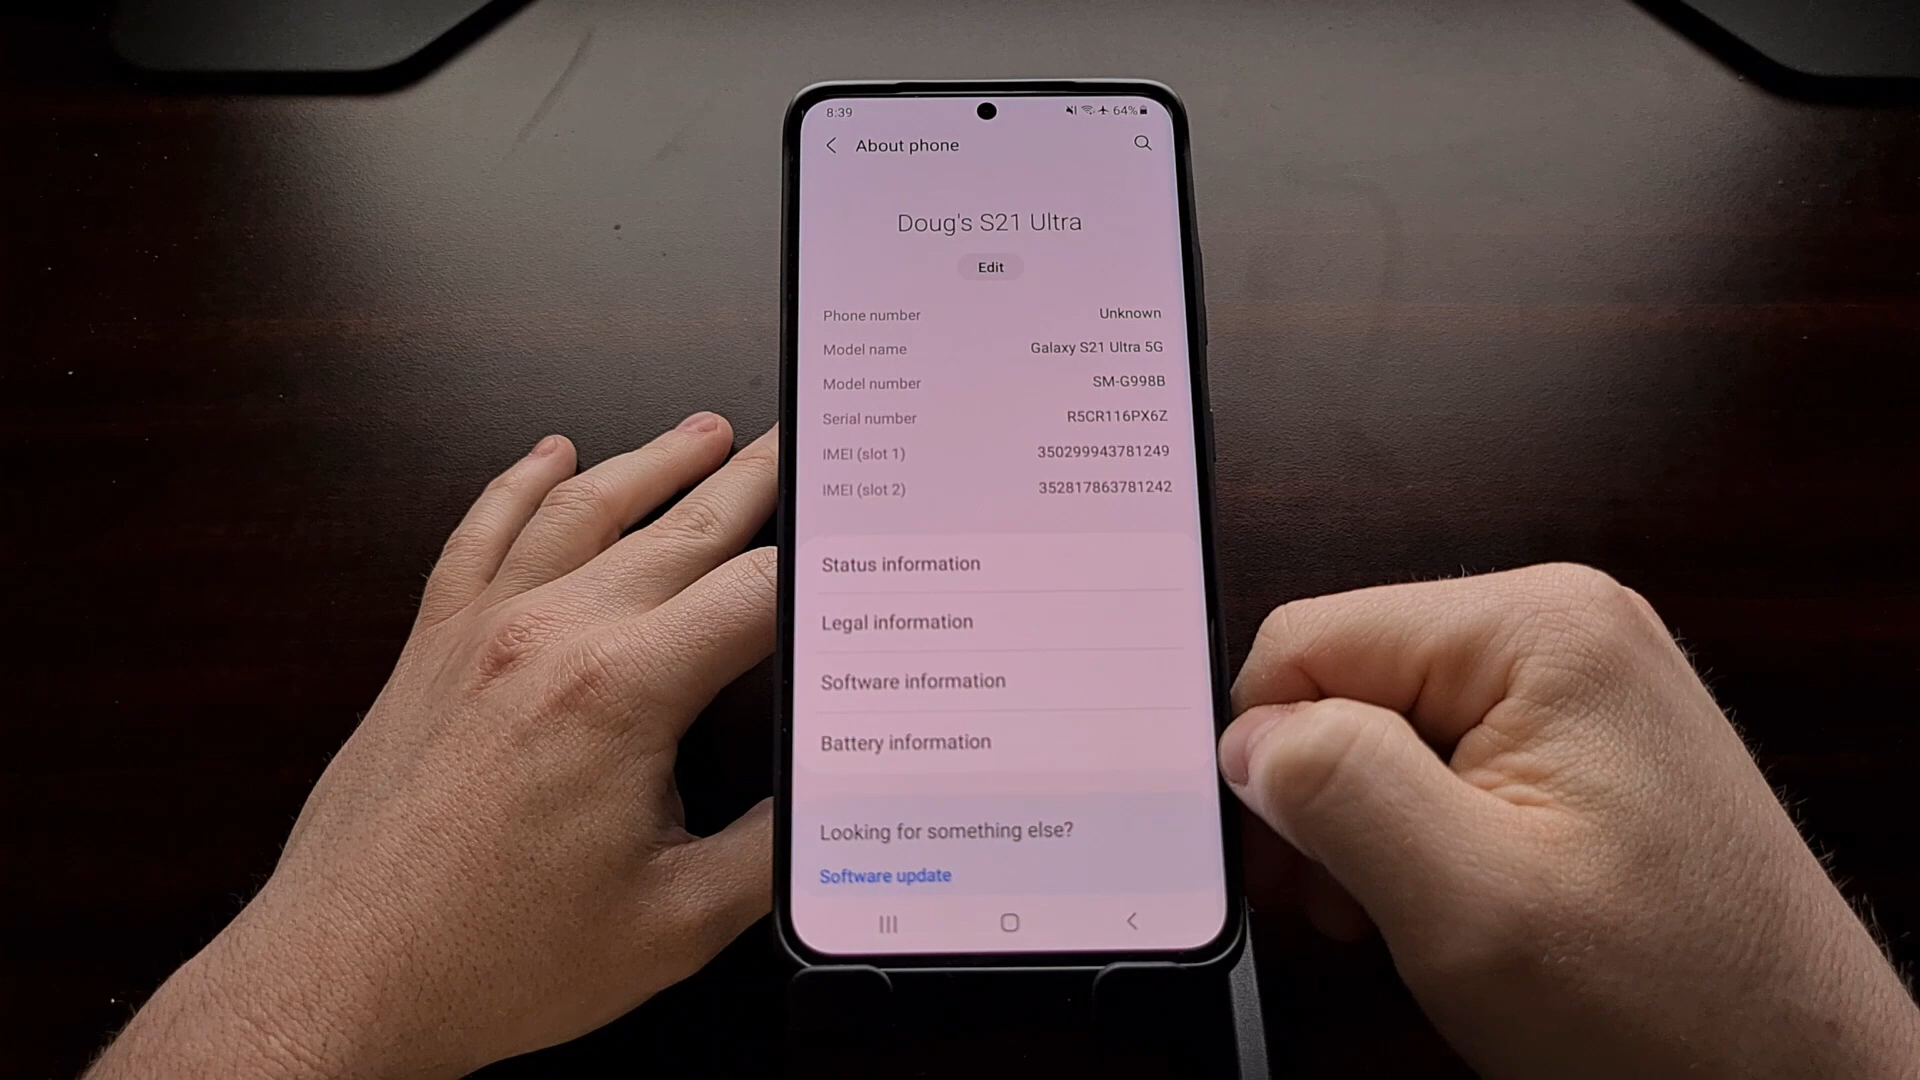 8:39 64%
About phone
Doug's S21 Ultra
Edit
Phone number Unknown
Model name Galaxy S21 Ultra 5G
Model number SM-G998B
Serial number R5CR116PX6Z
IMEI (slot 1) 350299943781249
IMEI (slot 2) 352817863781242
Status information
Legal information
Software information
Battery information
Looking for something else?
Software update